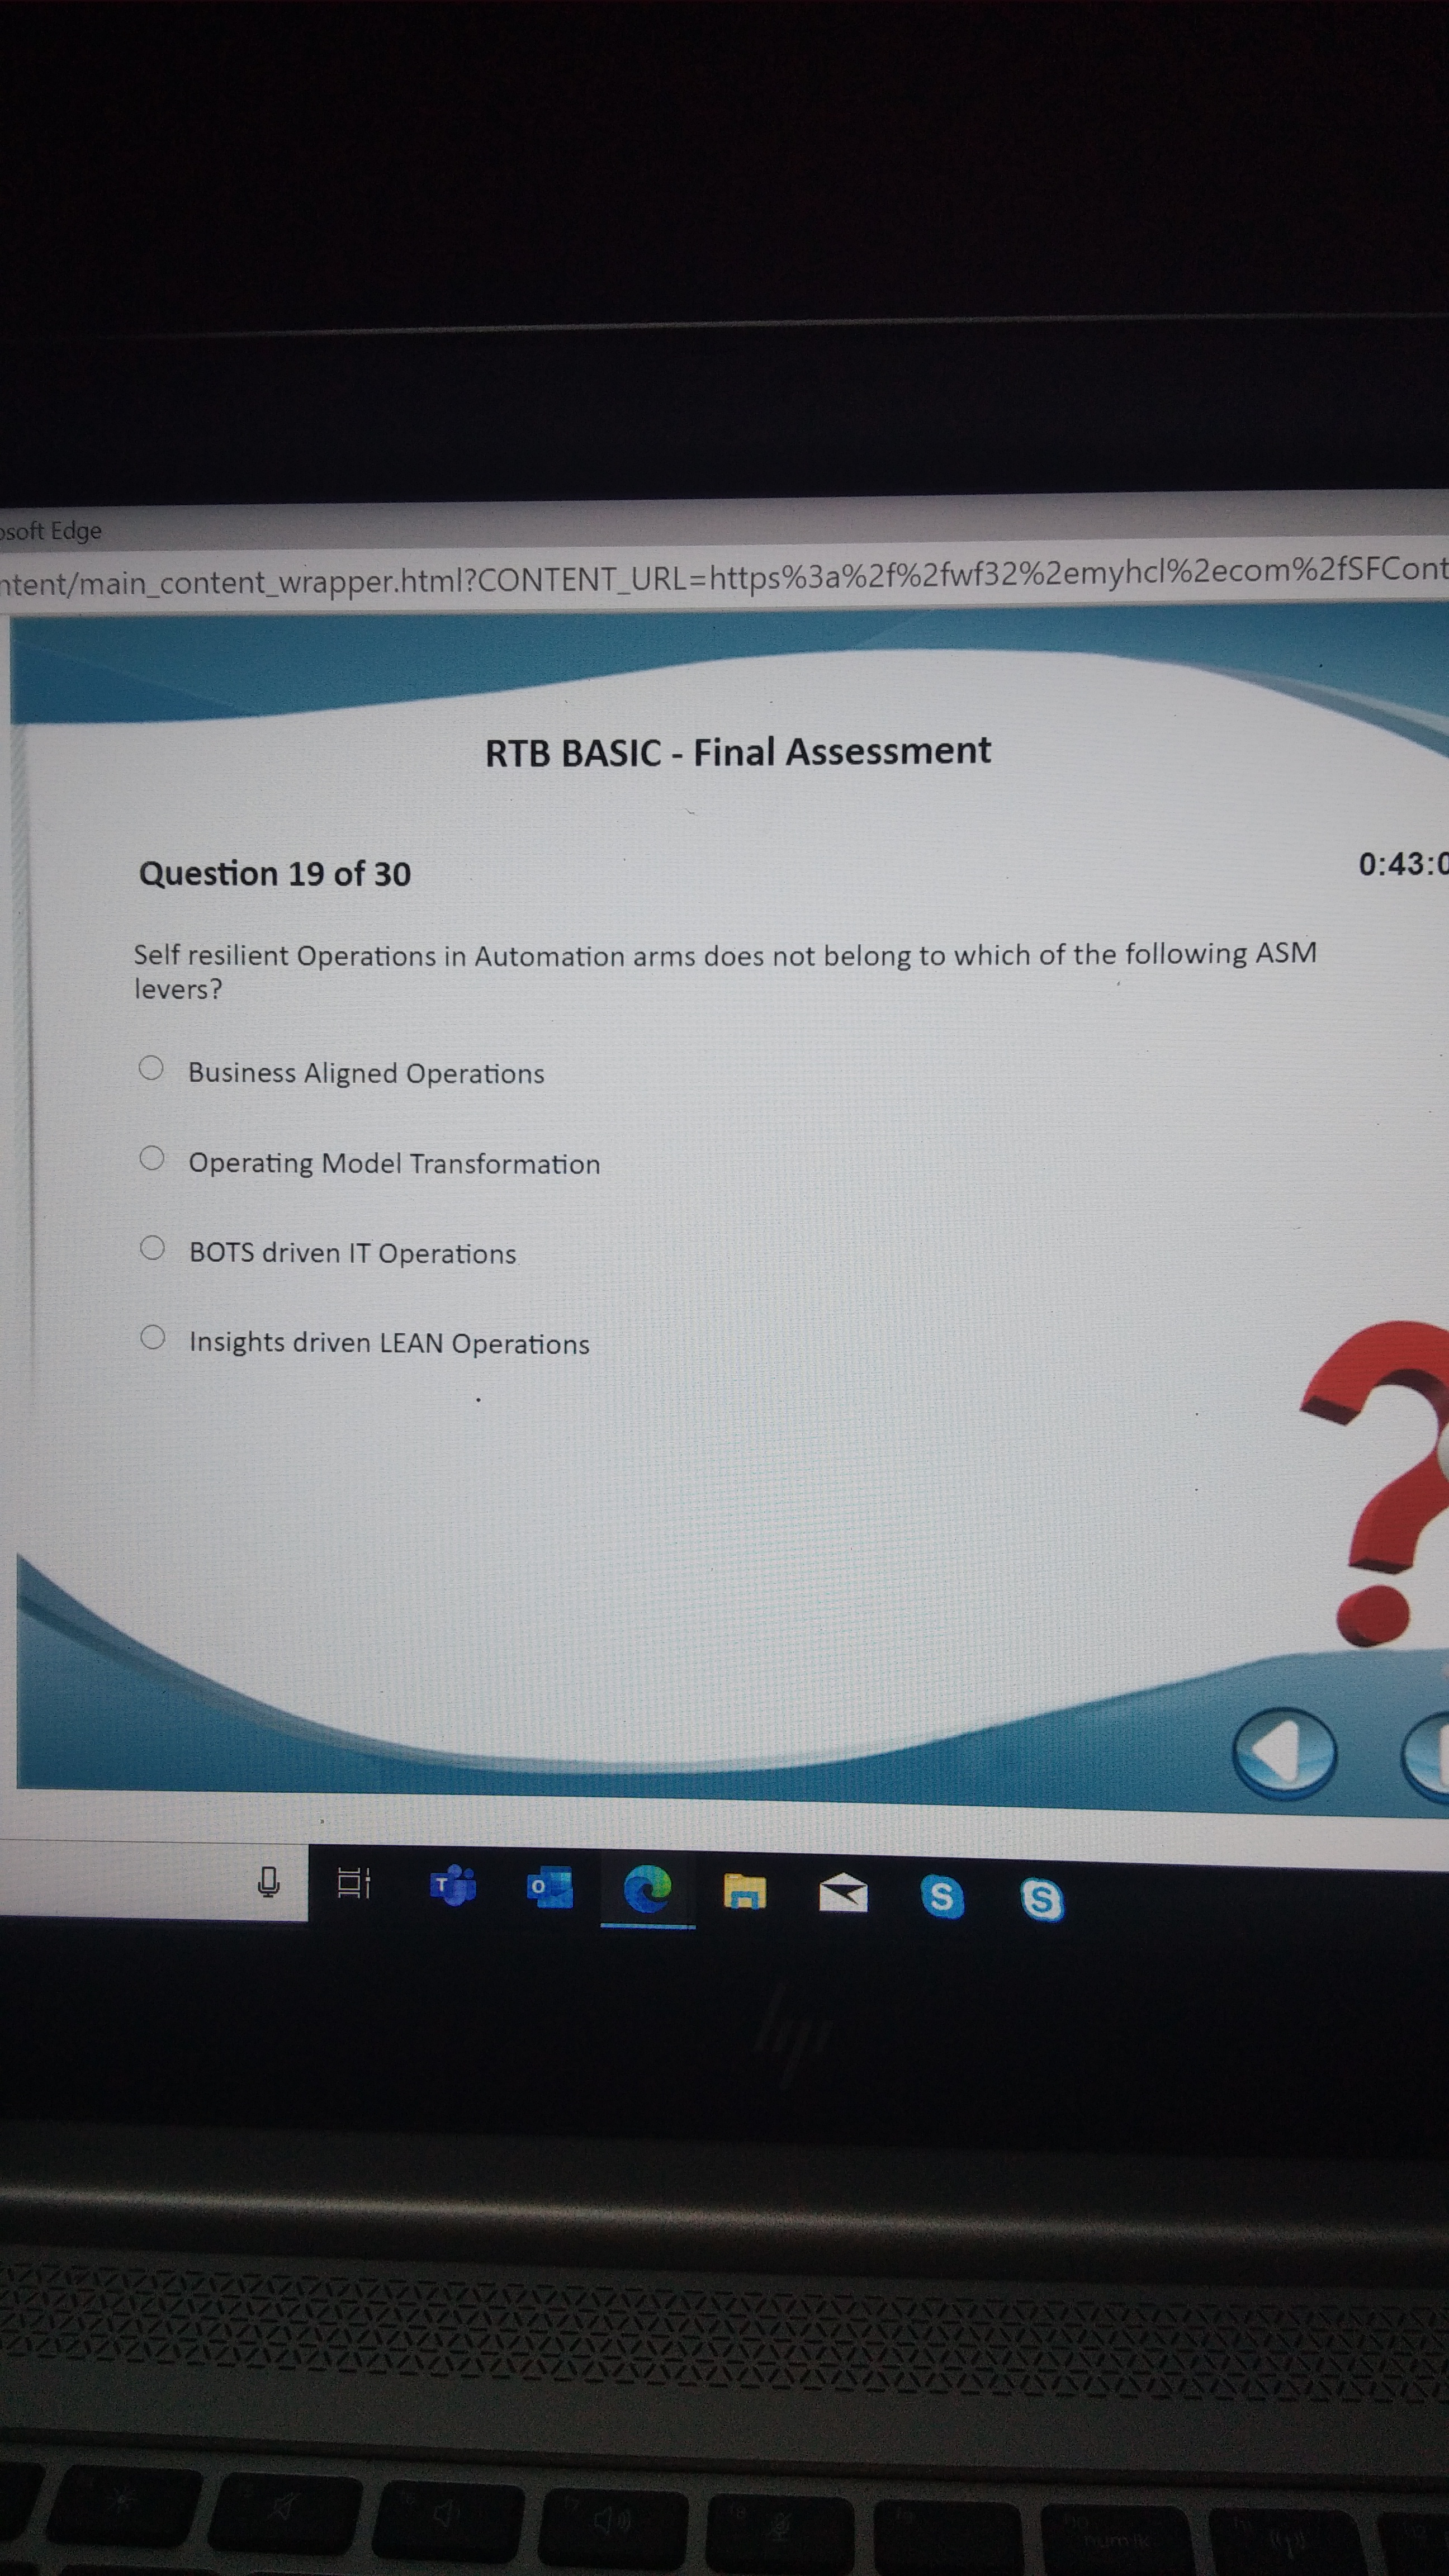 osoft Edge
ntent/main_content_wrapper.html?CONTENT_URL=https%3a%2f%2fwf32%2emyhcl%2ecom%2fSFCont
RTB BASIC - Final Assessment
Question 19 of 30
0:43:0
Self resilient Operations in Automation arms does not belong to which of the following ASM
levers?
Business Aligned Operations
Operating Model Transformation
BOTS driven IT Operations
Insights driven LEAN Operations
hp